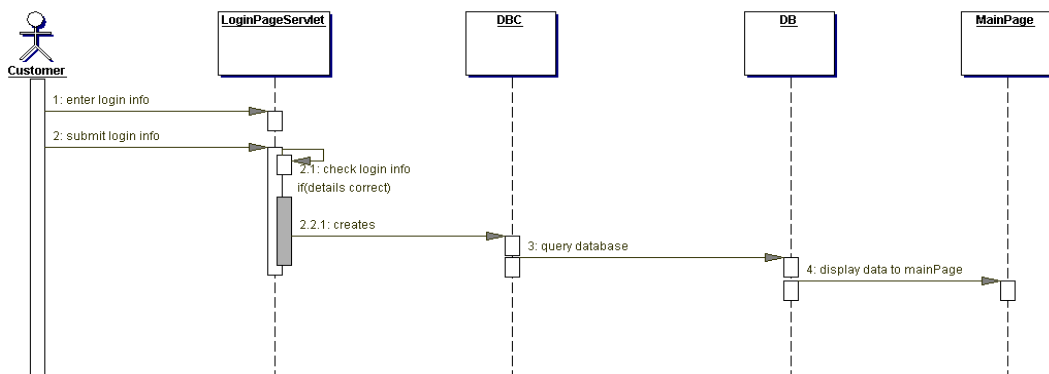 LoginPageServlet
DBC
DB
MainPage
Customer
1: enter login info
2: submit login info
2.1: check login info
if(details correct)
2.2.1: creates
3: query database
4: display data to mainPage